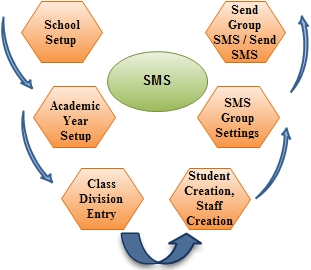 School
Setup
Send
Group
SMS / Send
SMS
SMS
Academic
Year
Setup
SMS
Group
Settings
Class
Division
Entry
Student
Creation,
Staff
Creation